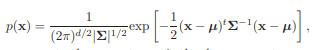 p(x) = 1/((2π)^{d/2}|Σ|^{1/2}) exp [ −1/2 (x − μ)^t Σ^{−1}(x − μ) ] ,